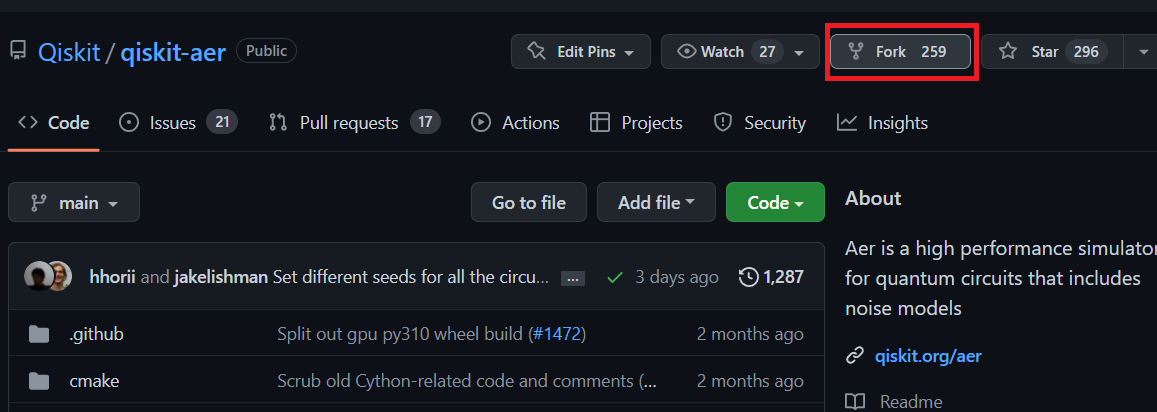 Qiskit / qiskit-aer Public Edit Pins Watch 27 Fork 259 Star 296
Code Issues 21 Pull requests 17 Actions Projects Security Insights
main Go to file Add file Code
About
hhorii and jakelishman Set different seeds for all the circu... ... 3 days ago 1,287
Aer is a high performance simulator
for quantum circuits that includes
noise models
.github Split out gpu py310 wheel build (#1472) 2 months ago
qiskit.org/aer
cmake Scrub old Cython-related code and comments (... 2 months ago
Readme